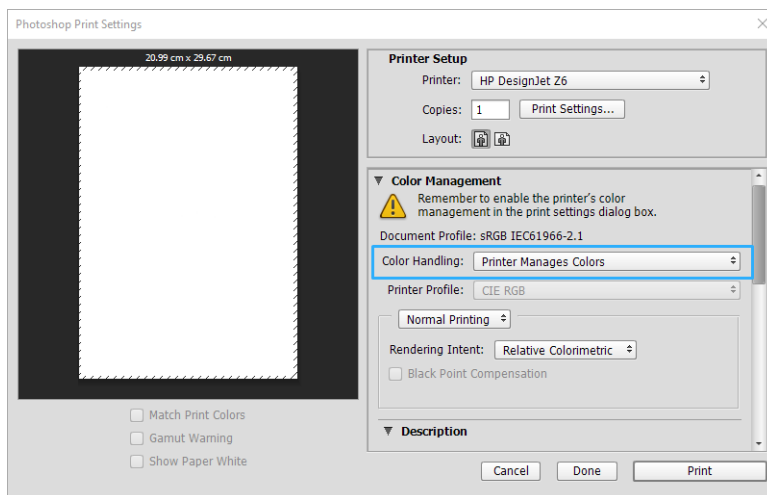 Photoshop Print Settings
20.99 cm x 29.67 cm
Printer Setup
Printer: HP DesignJet Z6
Copies: 1 Print Settings...
Layout:
Color Management
Remember to enable the printer's color
management in the print settings dialog box.
Document Profile: sRGB IEC61966-2.1
Color Handling: Printer Manages Colors
Printer Profile: CIE RGB
Normal Printing
Rendering Intent: Relative Colorimetric
Black Point Compensation
Match Print Colors
Gamut Warning
Show Paper White
Description
Cancel Done Print